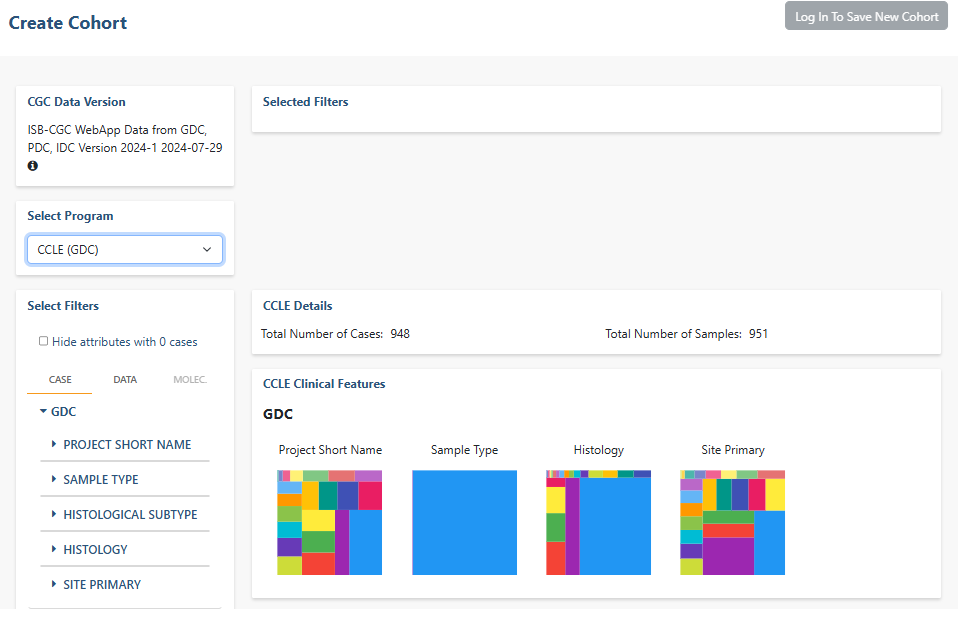 Create Cohort
Log In To Save New Cohort
CGC Data Version
ISB-CGC WebApp Data from GDC,
PDC, IDC Version 2024-1 2024-07-29
Selected Filters
Select Program
CCLE (GDC)
Select Filters
Hide attributes with 0 cases
CASE DATA MOLEC.
GDC
PROJECT SHORT NAME
SAMPLE TYPE
HISTOLOGICAL SUBTYPE
HISTOLOGY
SITE PRIMARY
CCLE Details
Total Number of Cases: 948 Total Number of Samples: 951
CCLE Clinical Features
GDC
Project Short Name Sample Type Histology Site Primary